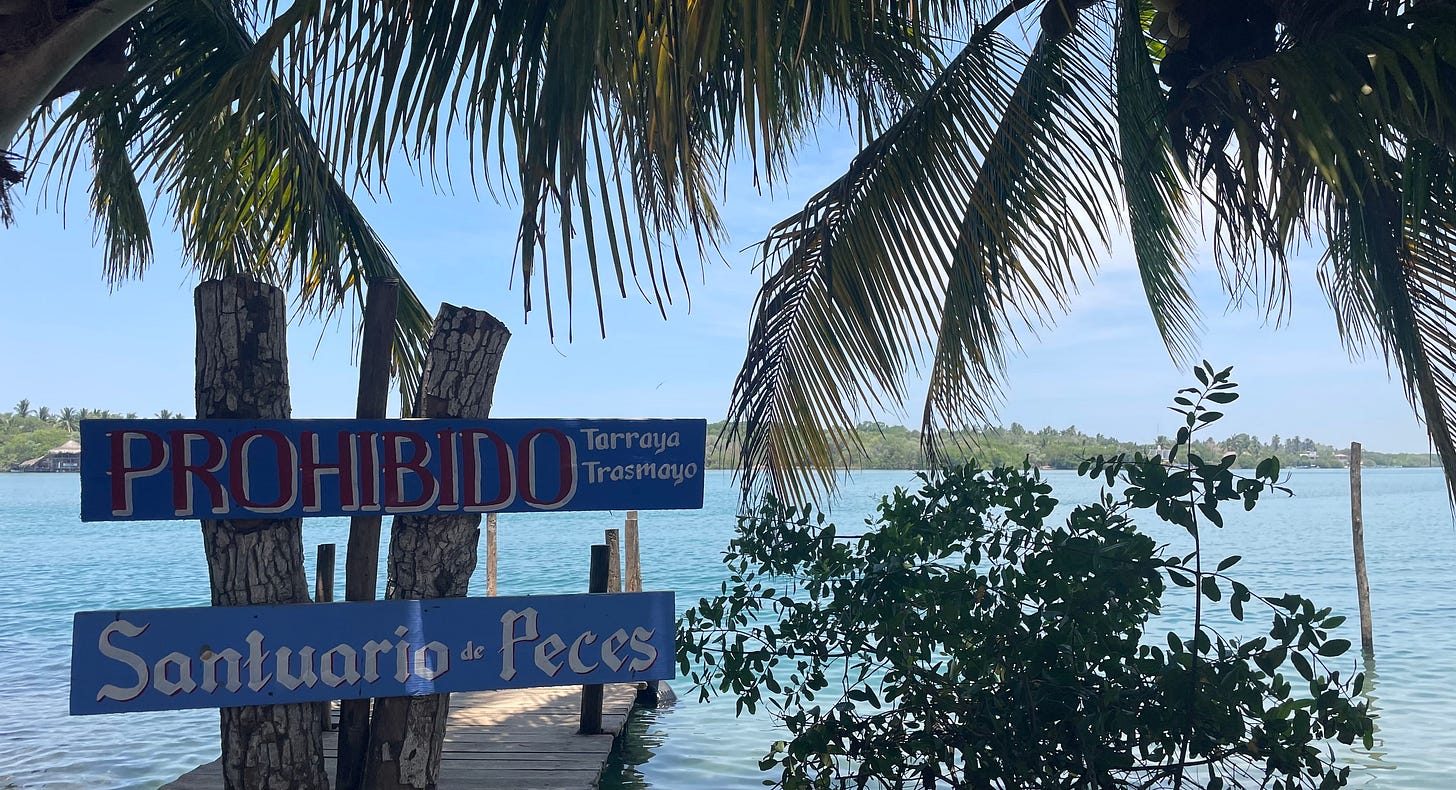 PROHIBIDO
Tarraya
Trasmayo
Santuario de Peces